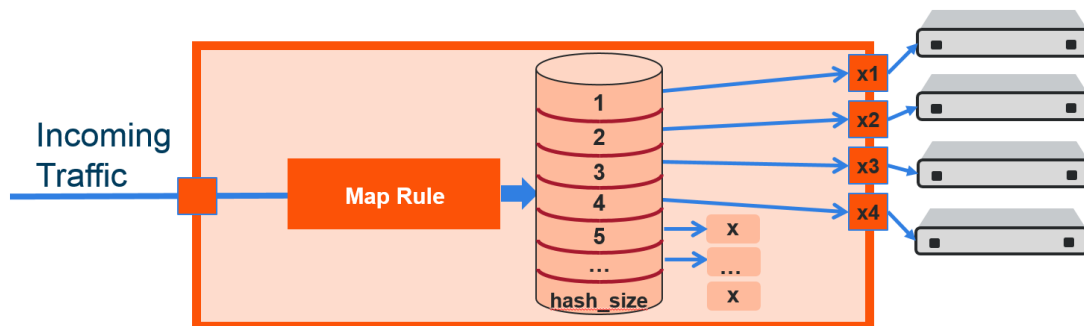 Incoming
Traffic
Map Rule
1
2
3
4
5
...
hash_size
x1
x2
x3
x4
x
...
x